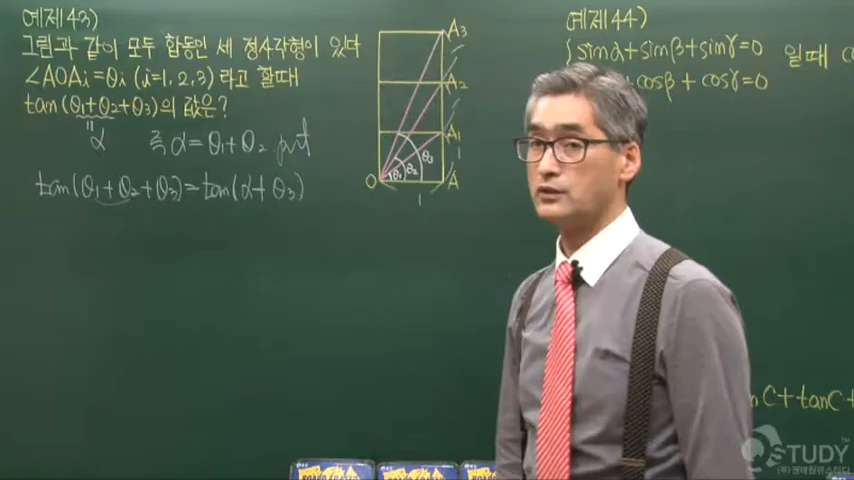 예제43)
그림과 같이 모두 합동인 세 정사각형이 있다
∠AOAi=θi (i=1, 2, 3) 라고 할때
tan(θ1+θ2+θ3)의 값은?
"
α 즉 α=θ1+θ2 put
tan(θ1+θ2+θ3)=tan(α+θ3)
A3
A2
A1
1
θ1 θ2 θ3
O A
1
예제44)
sinα+sinβ+sinγ=0 일때
cosβ+cosγ=0
nC+tanC+
STUDY
TM